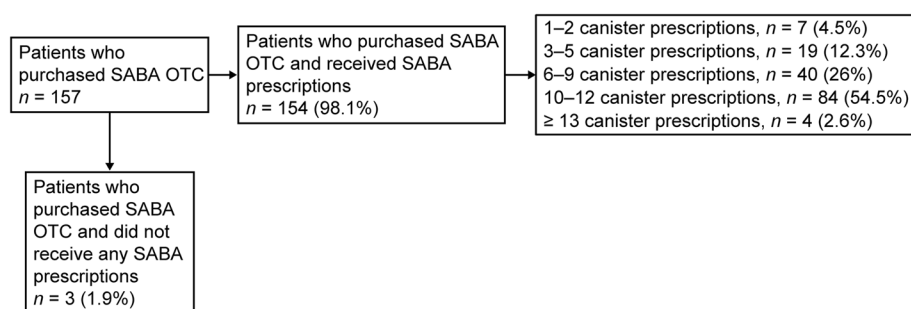 Patients who
purchased SABA OTC
n = 157
Patients who purchased SABA
OTC and received SABA
prescriptions
n = 154 (98.1%)
1–2 canister prescriptions, n = 7 (4.5%)
3–5 canister prescriptions, n = 19 (12.3%)
6–9 canister prescriptions, n = 40 (26%)
10–12 canister prescriptions, n = 84 (54.5%)
≥ 13 canister prescriptions, n = 4 (2.6%)
Patients who
purchased SABA
OTC and did not
receive any SABA
prescriptions
n = 3 (1.9%)